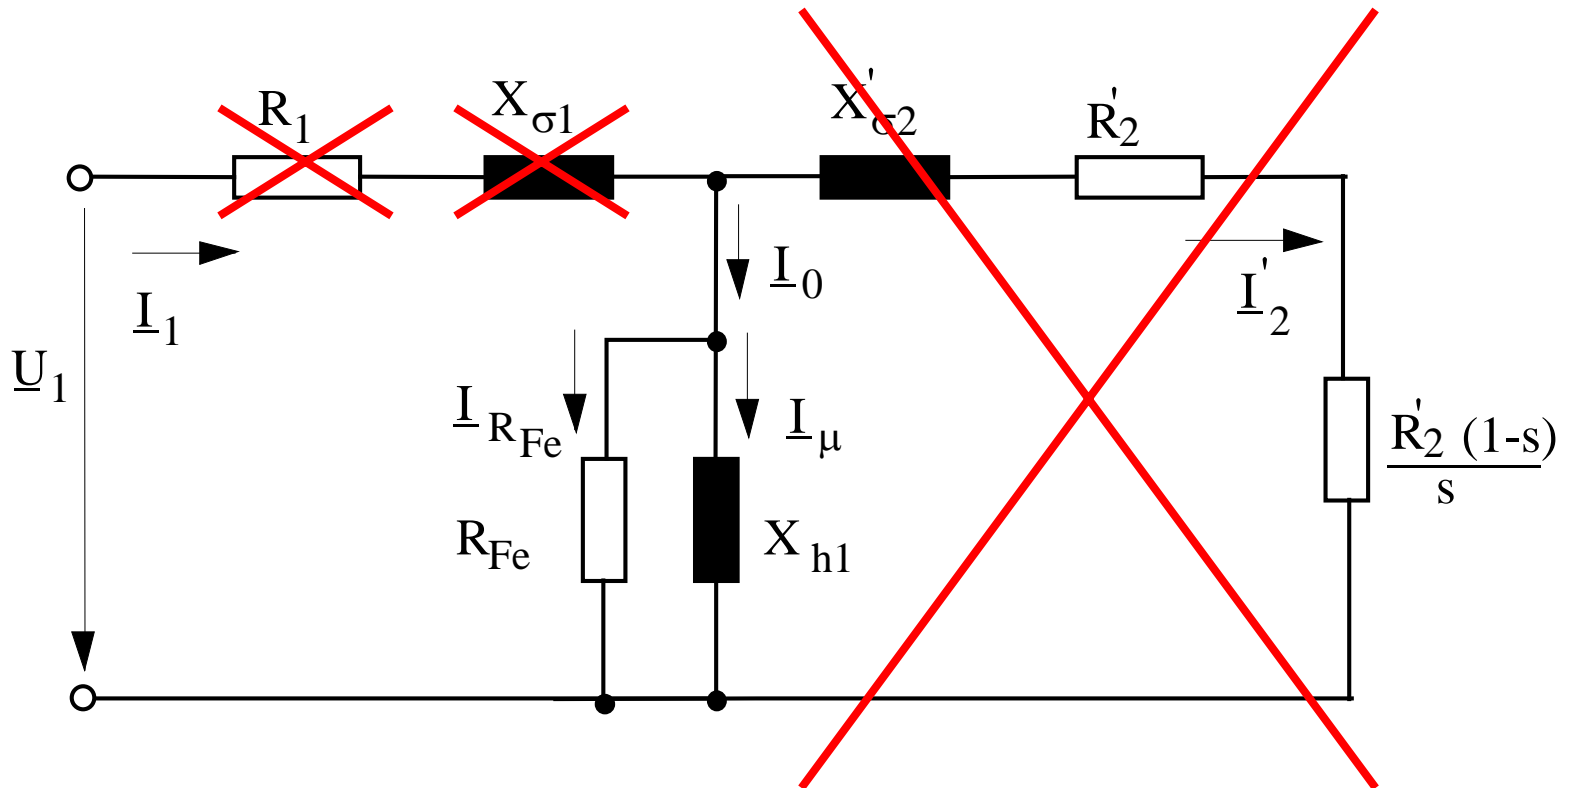 R1
Xσ1
X'σ2
R'2
I1
I0
I'2
U1
IRFe
Iμ
R'2 (1-s)
s
RFe
Xh1